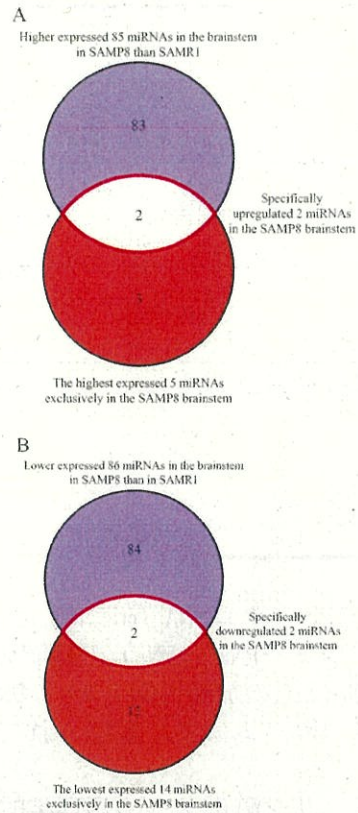 A
Higher expressed 85 miRNAs in the brainstem
in SAMP8 than SAMR1
83
2
Specifically
upregulated 2 miRNAs
in the SAMP8 brainstem
The highest expressed 5 miRNAs
exclusively in the SAMP8 brainstem
B
Lower expressed 86 miRNAs in the brainstem
in SAMP8 than in SAMR1
84
2
Specifically
downregulated 2 miRNAs
in the SAMP8 brainstem
The lowest expressed 14 miRNAs
exclusively in the SAMP8 brainstem